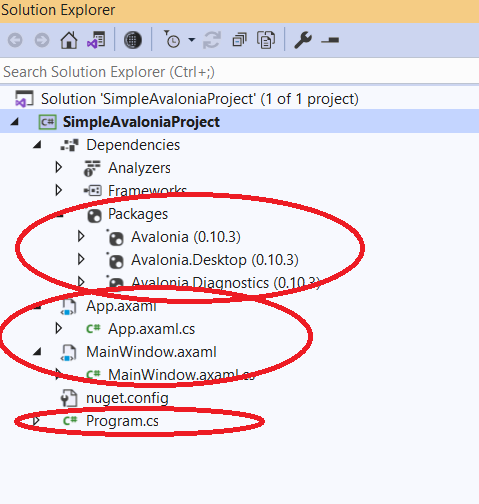 Solution Explorer
Search Solution Explorer (Ctrl+;)
Solution 'SimpleAvaloniaProject' (1 of 1 project)
C# SimpleAvaloniaProject
Dependencies
Analyzers
Frameworks
Packages
Avalonia (0.10.3)
Avalonia.Desktop (0.10.3)
Avalonia.Diagnostics (0.10.3)
App.axaml
C# App.axaml.cs
MainWindow.axaml
C# MainWindow.axaml.cs
nuget.config
C# Program.cs